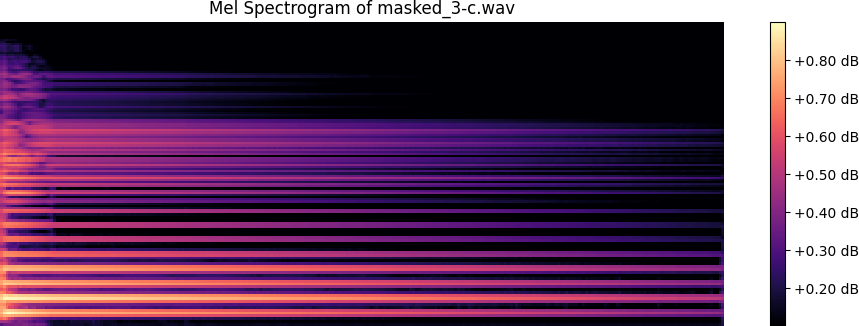 Mel Spectrogram of masked_3-c.wav
+0.80 dB
+0.70 dB
+0.60 dB
+0.50 dB
+0.40 dB
+0.30 dB
+0.20 dB